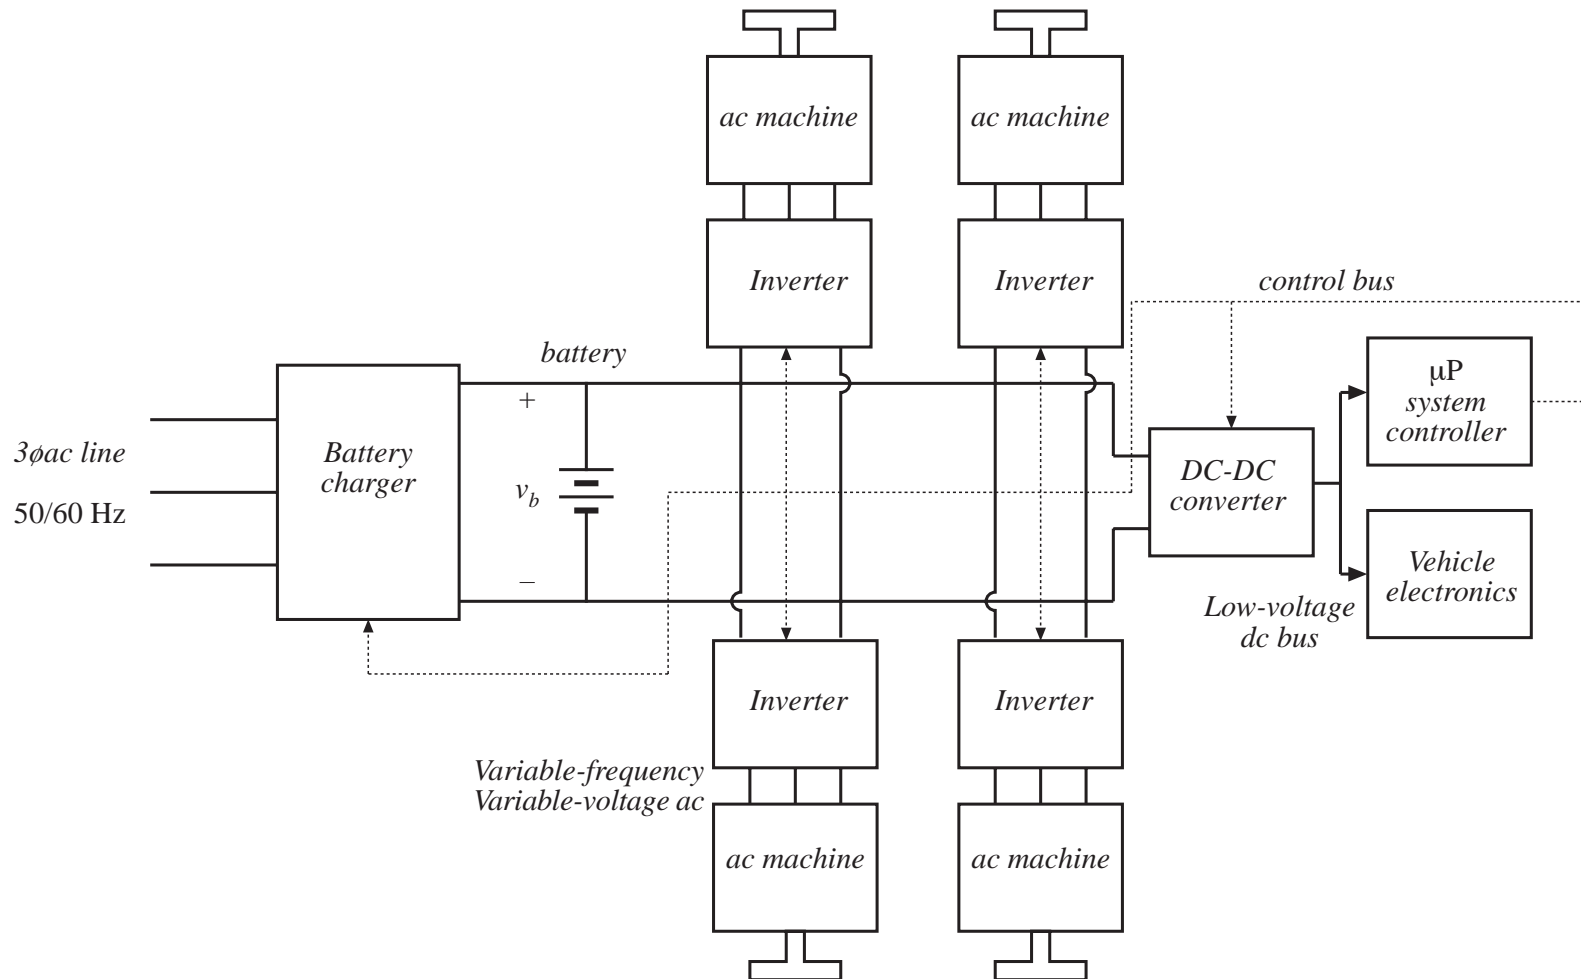 ac machine
ac machine
Inverter
Inverter
control bus
battery
+
μP
system
controller
3øac line
50/60 Hz
Battery
charger
v_b
DC-DC
converter
–
Vehicle
electronics
Low-voltage
dc bus
Inverter
Inverter
Variable-frequency
Variable-voltage ac
ac machine
ac machine